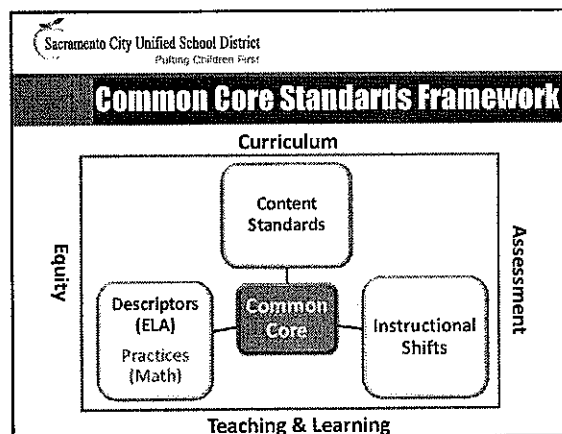 Sacramento City Unified School District
Putting Children First
Common Core Standards Framework
Curriculum
Content
Standards
Equity
Assessment
Descriptors
(ELA)
Practices
(Math)
Common
Core
Instructional
Shifts
Teaching & Learning